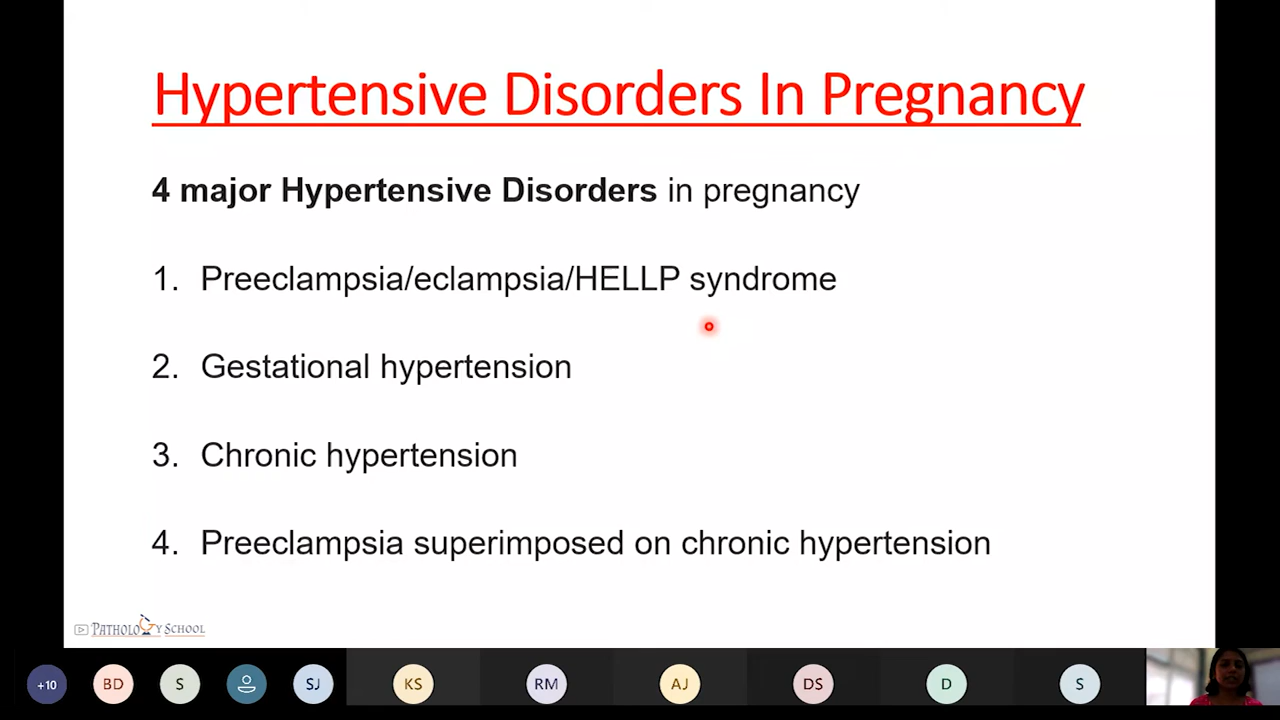 Hypertensive Disorders In Pregnancy
4 major Hypertensive Disorders in pregnancy
1. Preeclampsia/eclampsia/HELLP syndrome
2. Gestational hypertension
3. Chronic hypertension
4. Preeclampsia superimposed on chronic hypertension
PATHOLOGY SCHOOL
+10 BD S SJ KS RM AJ DS D S